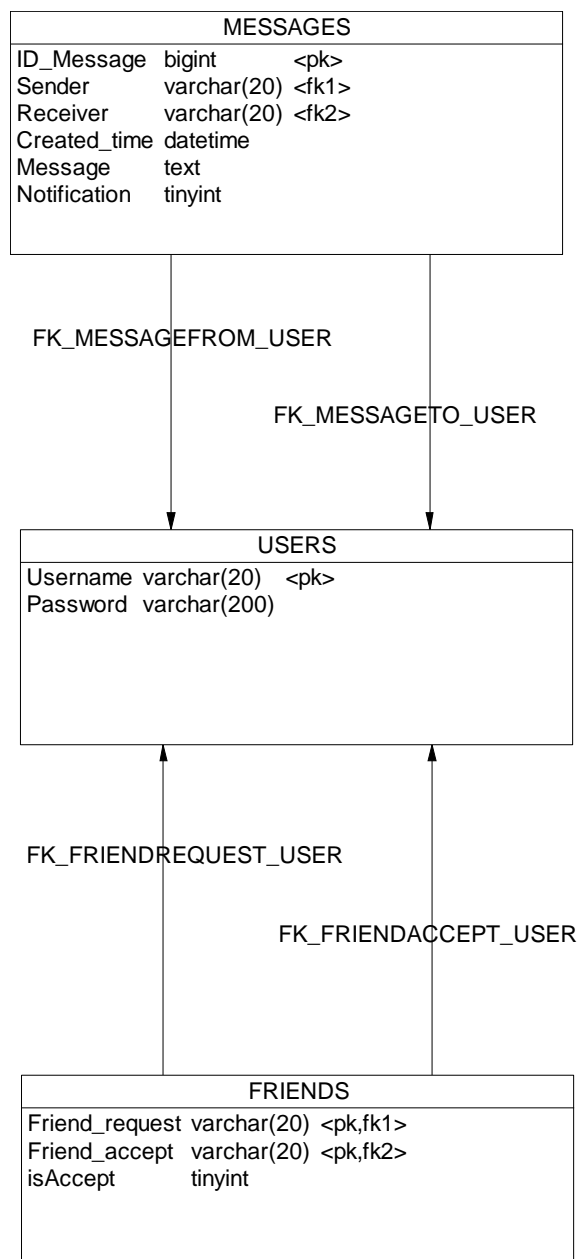 MESSAGES
ID_Message bigint <pk>
Sender varchar(20) <fk1>
Receiver varchar(20) <fk2>
Created_time datetime
Message text
Notification tinyint
FK_MESSAGEFROM_USER
FK_MESSAGETO_USER
USERS
Username varchar(20) <pk>
Password varchar(200)
FK_FRIENDREQUEST_USER
FK_FRIENDACCEPT_USER
FRIENDS
Friend_request varchar(20) <pk,fk1>
Friend_accept varchar(20) <pk,fk2>
isAccept tinyint